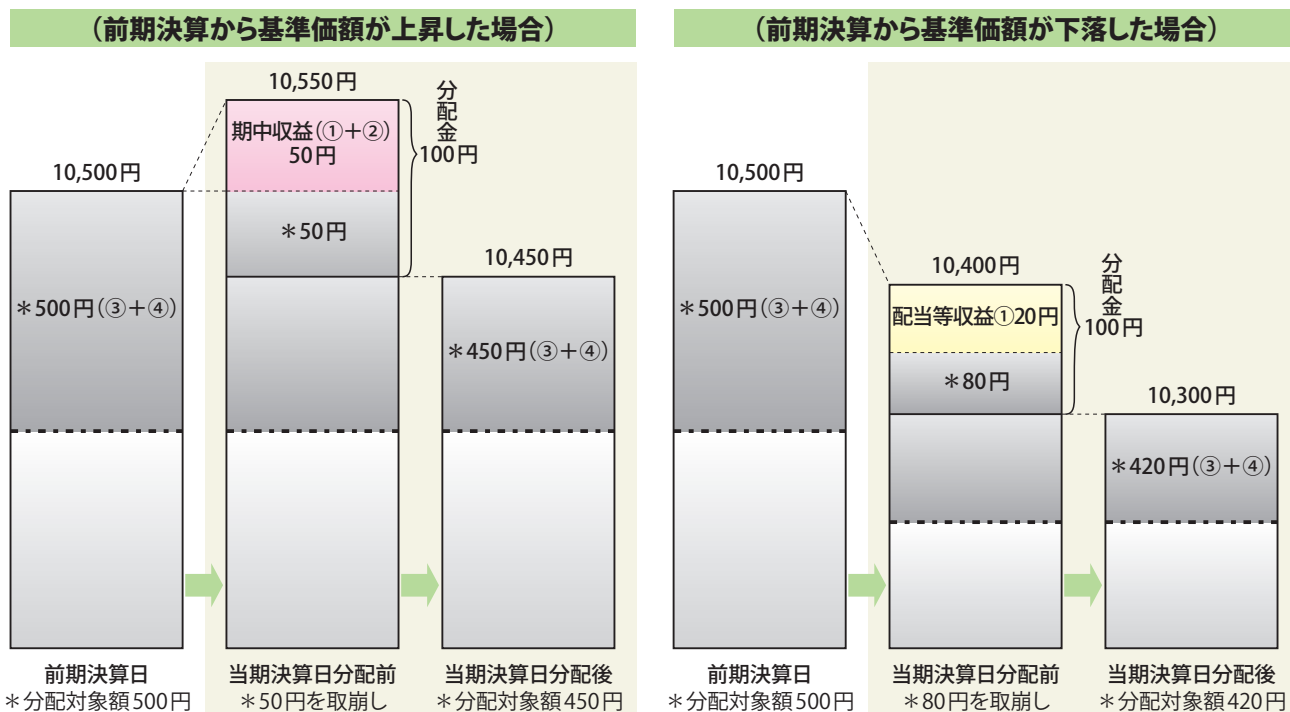 (前期決算から基準価額が上昇した場合)
10,500円
＊500円(③＋④)
10,550円
期中収益(①＋②)
50円
＊50円
分配金
100円
10,450円
＊450円(③＋④)
前期決算日
＊分配対象額500円
当期決算日分配前
＊50円を取崩し
当期決算日分配後
＊分配対象額450円
(前期決算から基準価額が下落した場合)
10,500円
＊500円(③＋④)
10,400円
配当等収益①20円
＊80円
分配金
100円
10,300円
＊420円(③＋④)
前期決算日
＊分配対象額500円
当期決算日分配前
＊80円を取崩し
当期決算日分配後
＊分配対象額420円